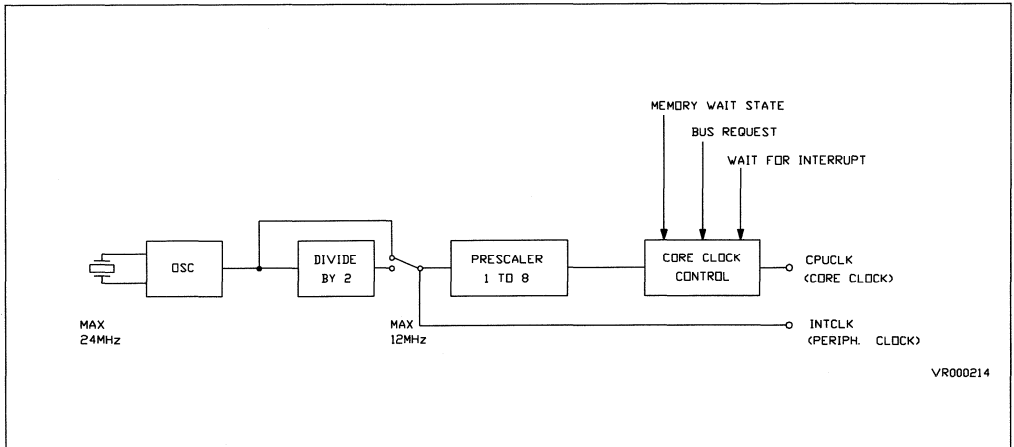 MEMORY WAIT STATE
BUS REQUEST
WAIT FOR INTERRUPT
OSC
DIVIDE
BY 2
PRESCALER
1 TO 8
CORE CLOCK
CONTROL
CPUCLK
(CORE CLOCK)
MAX
24MHz
MAX
12MHz
INTCLK
(PERIPH. CLOCK)
VR000214